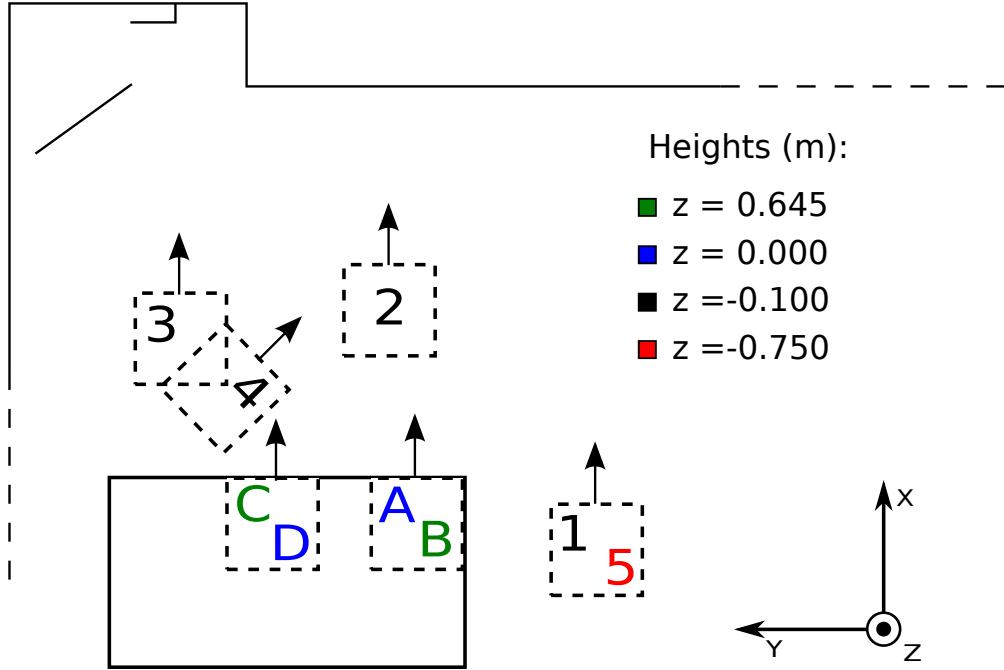 Heights (m):
z = 0.645
z = 0.000
z =-0.100
z =-0.750
3
2
4
C
D
A
B
1
5
X
Y
Z